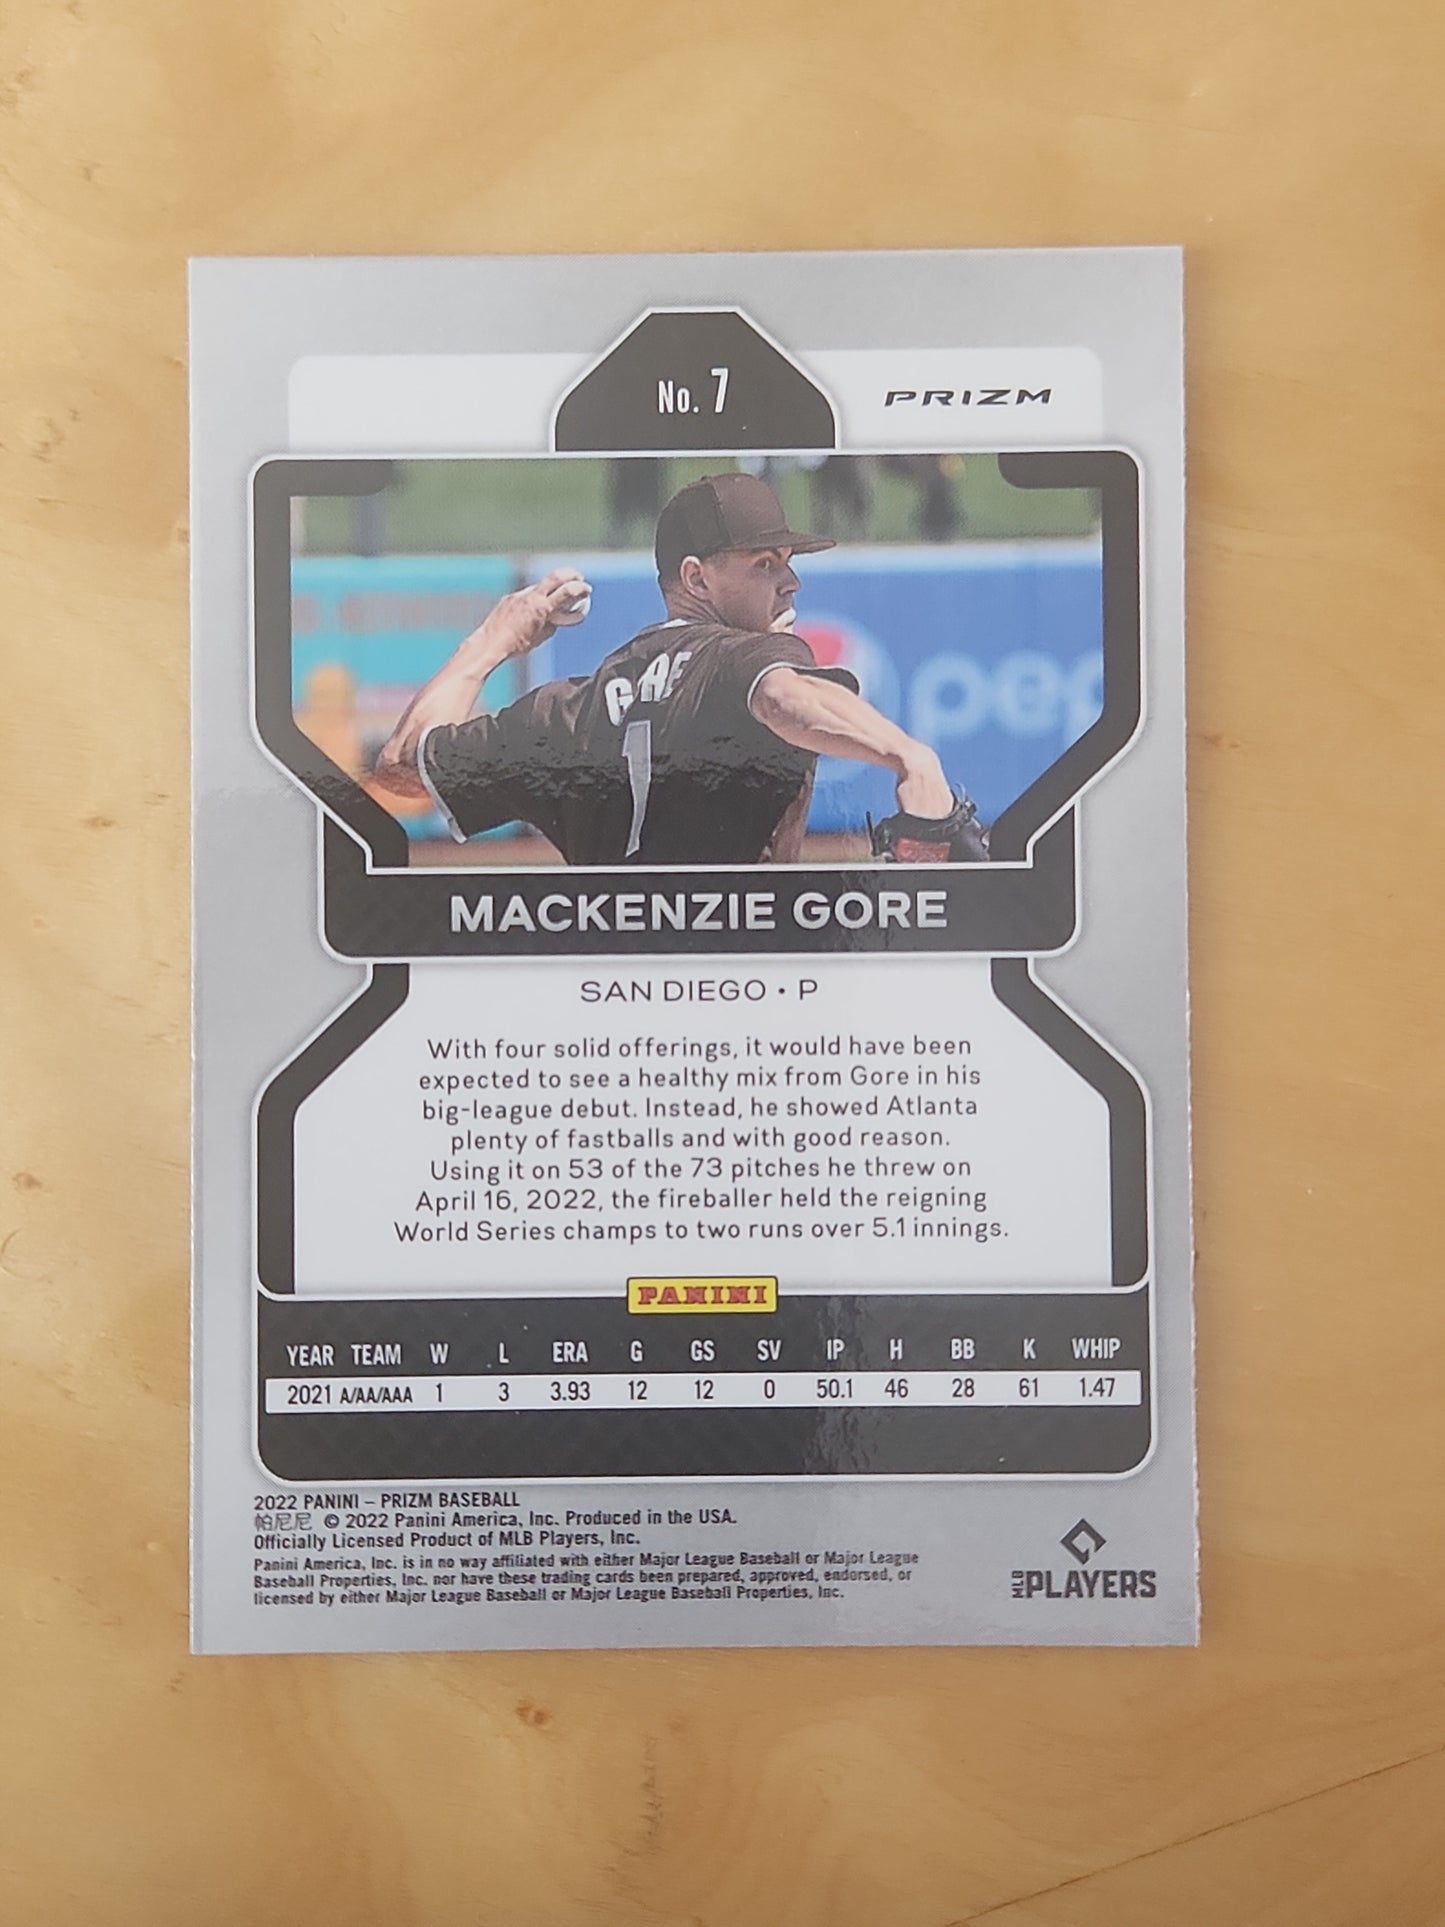 No. 7
PRIZM
GORE
1
pep
MACKENZIE GORE
SAN DIEGO • P
With four solid offerings, it would have been
expected to see a healthy mix from Gore in his
big-league debut. Instead, he showed Atlanta
plenty of fastballs and with good reason.
Using it on 53 of the 73 pitches he threw on
April 16, 2022, the fireballer held the reigning
World Series champs to two runs over 5.1 innings.
PANINI
YEAR TEAM W L ERA G GS SV IP H BB K WHIP
2021 A/AA/AAA 1 3 3.93 12 12 0 50.1 46 28 61 1.47
2022 PANINI – PRIZM BASEBALL
帕尼尼 © 2022 Panini America, Inc. Produced in the USA.
Officially Licensed Product of MLB Players, Inc.
Panini America, Inc. is in no way affiliated with either Major League Baseball or Major League
Baseball Properties, Inc. nor have these trading cards been prepared, approved, endorsed, or
licensed by either Major League Baseball or Major League Baseball Properties, Inc.
MLB PLAYERS